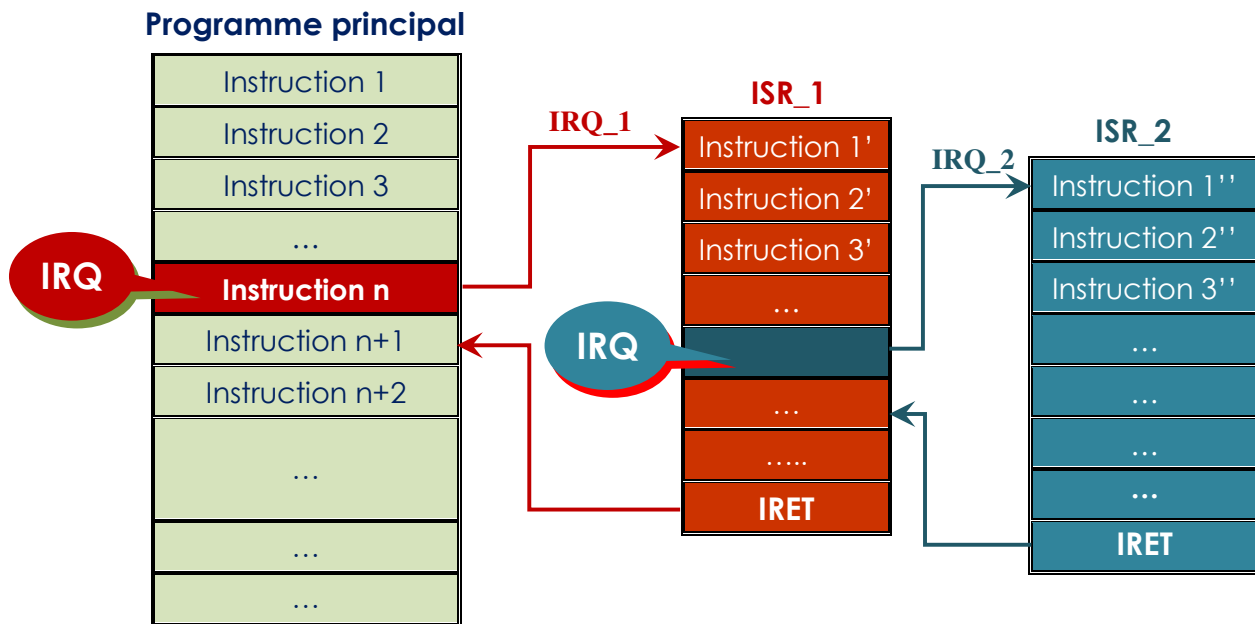 Programme principal
Instruction 1
Instruction 2
Instruction 3
...
IRQ
Instruction n
Instruction n+1
Instruction n+2
...
...
...
IRQ_1
ISR_1
Instruction 1'
Instruction 2'
Instruction 3'
...
IRQ
...
.....
IRET
IRQ_2
ISR_2
Instruction 1''
Instruction 2''
Instruction 3''
...
...
...
...
IRET